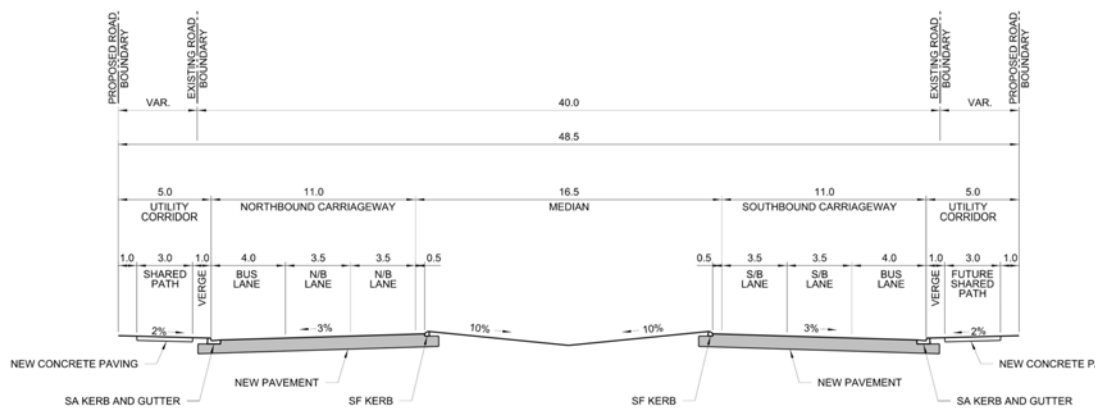 PROPOSED ROAD
BOUNDARY
EXISTING ROAD
BOUNDARY
EXISTING ROAD
BOUNDARY
PROPOSED ROAD
BOUNDARY
VAR.
40.0
VAR.
48.5
5.0
11.0
16.5
11.0
5.0
UTILITY
CORRIDOR
NORTHBOUND CARRIAGEWAY
MEDIAN
SOUTHBOUND CARRIAGEWAY
UTILITY
CORRIDOR
1.0
3.0
1.0
4.0
3.5
3.5
0.5
0.5
3.5
3.5
4.0
1.0
3.0
1.0
SHARED
PATH
VERGE
BUS
LANE
N/B
LANE
N/B
LANE
S/B
LANE
S/B
LANE
BUS
LANE
VERGE
FUTURE
SHARED
PATH
2%
3%
10%
10%
3%
2%
NEW CONCRETE PAVING
NEW CONCRETE PA
NEW PAVEMENT
NEW PAVEMENT
SA KERB AND GUTTER
SF KERB
SF KERB
SA KERB AND GUTTER